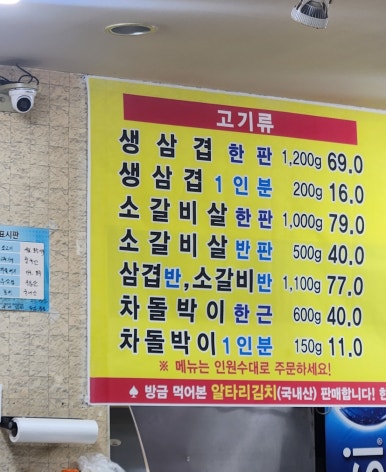 고기류
생삼겹 한판 1,200g 69.0
생삼겹 1인분 200g 16.0
소갈비살 한판 1,000g 79.0
소갈비살 반판 500g 40.0
삼겹반,소갈비반 1,100g 77.0
차돌박이 한근 600g 40.0
차돌박이 1인분 150g 11.0
※ 메뉴는 인원수대로 주문하세요!
♠ 방금 먹어본 알타리김치(국내산) 판매합니다! 한
표시판